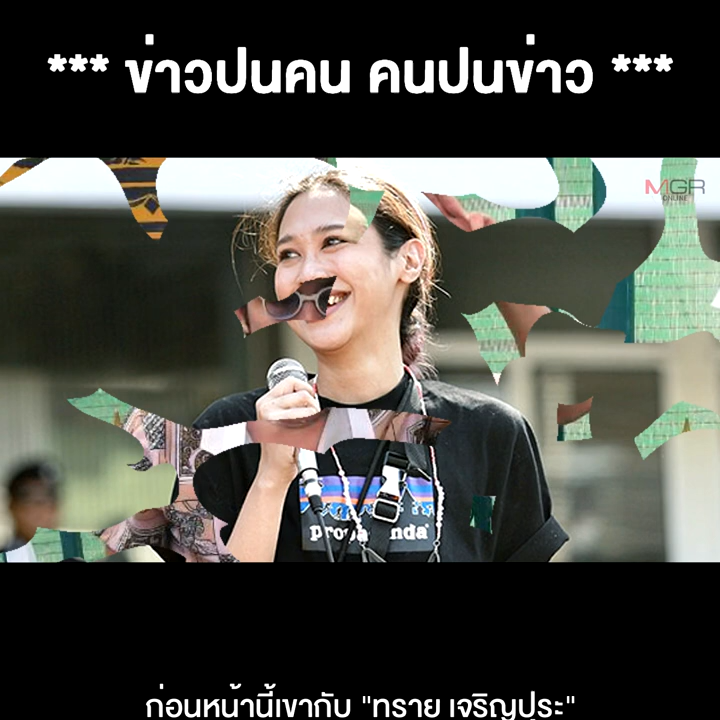 *** ข่าวปนคน คนปนข่าว ***
MGR
ONLINE
ก่อนหน้านี้เขากับ "ทราย เจริญปุระ"